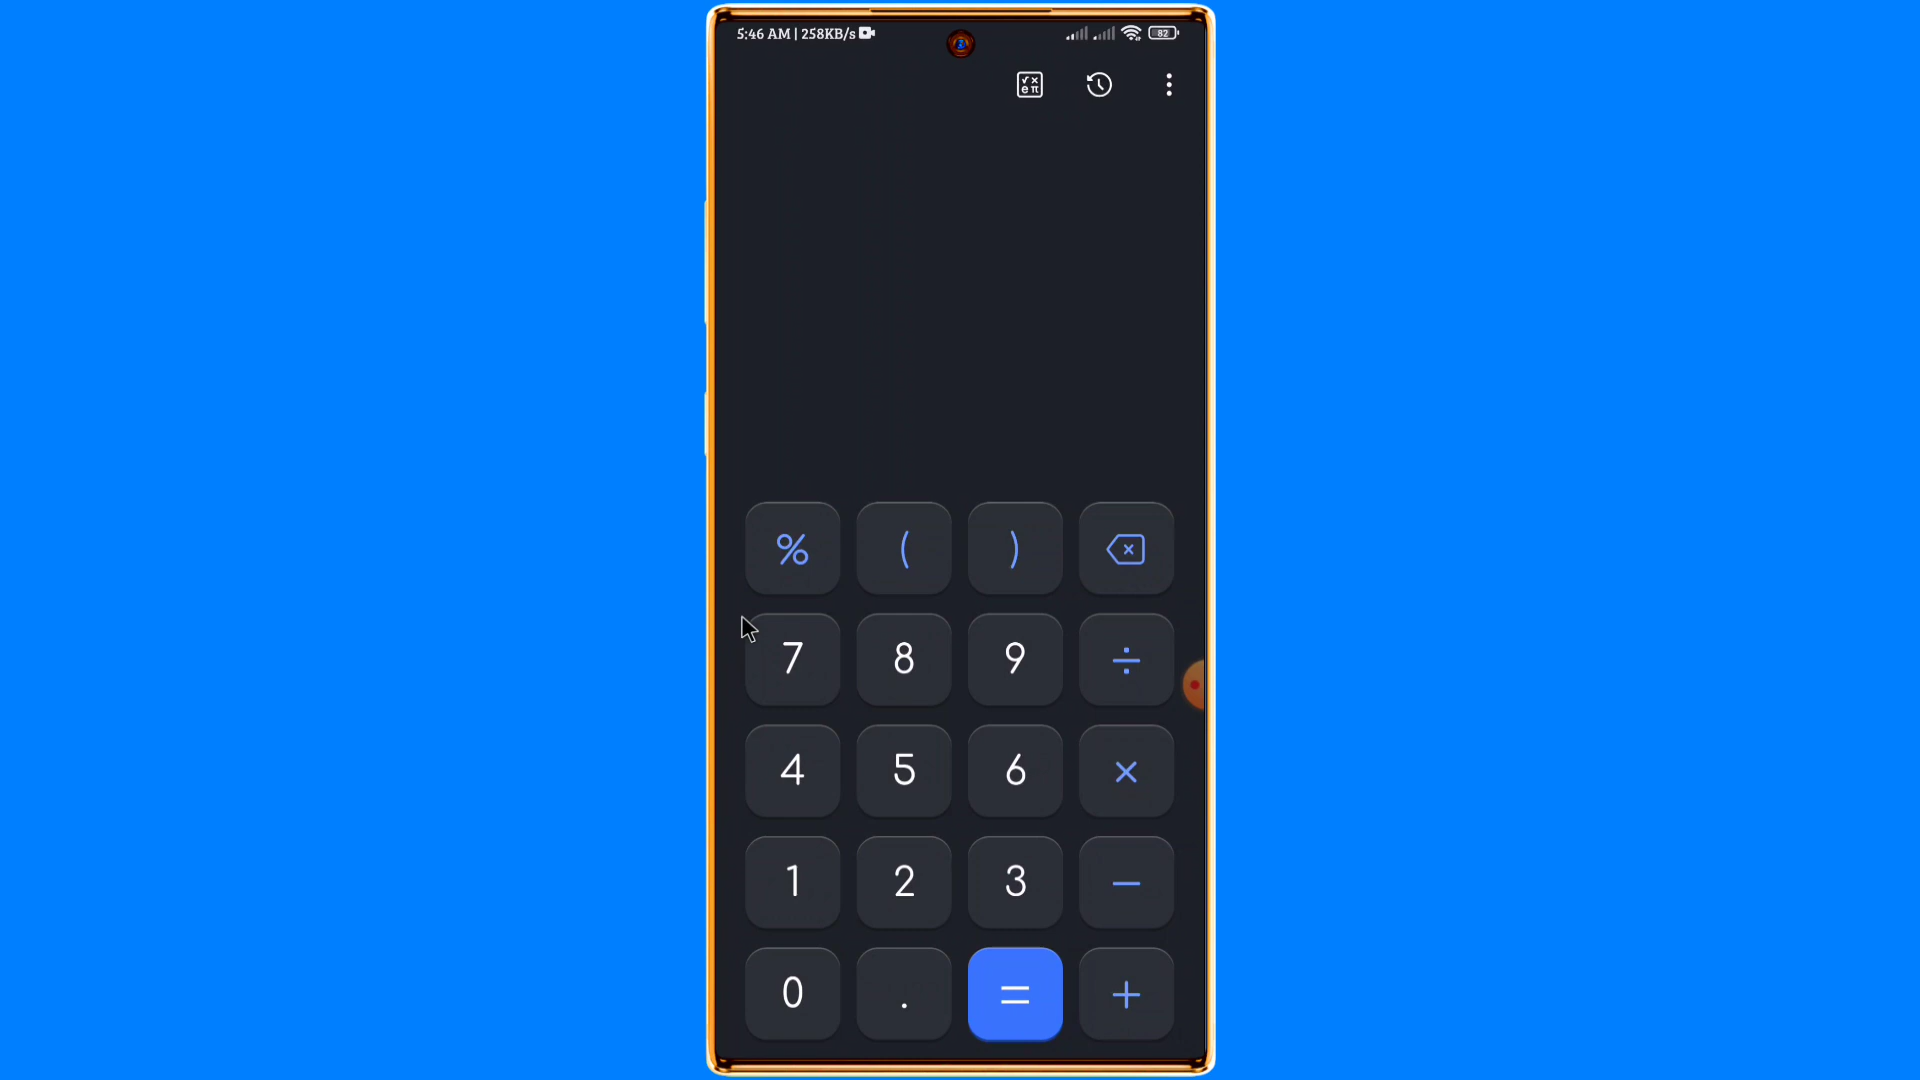 5:46 AM | 258KB/s 82
√ x
e π
% ( )
7 8 9 ÷
4 5 6 ×
1 2 3 −
0 . = +